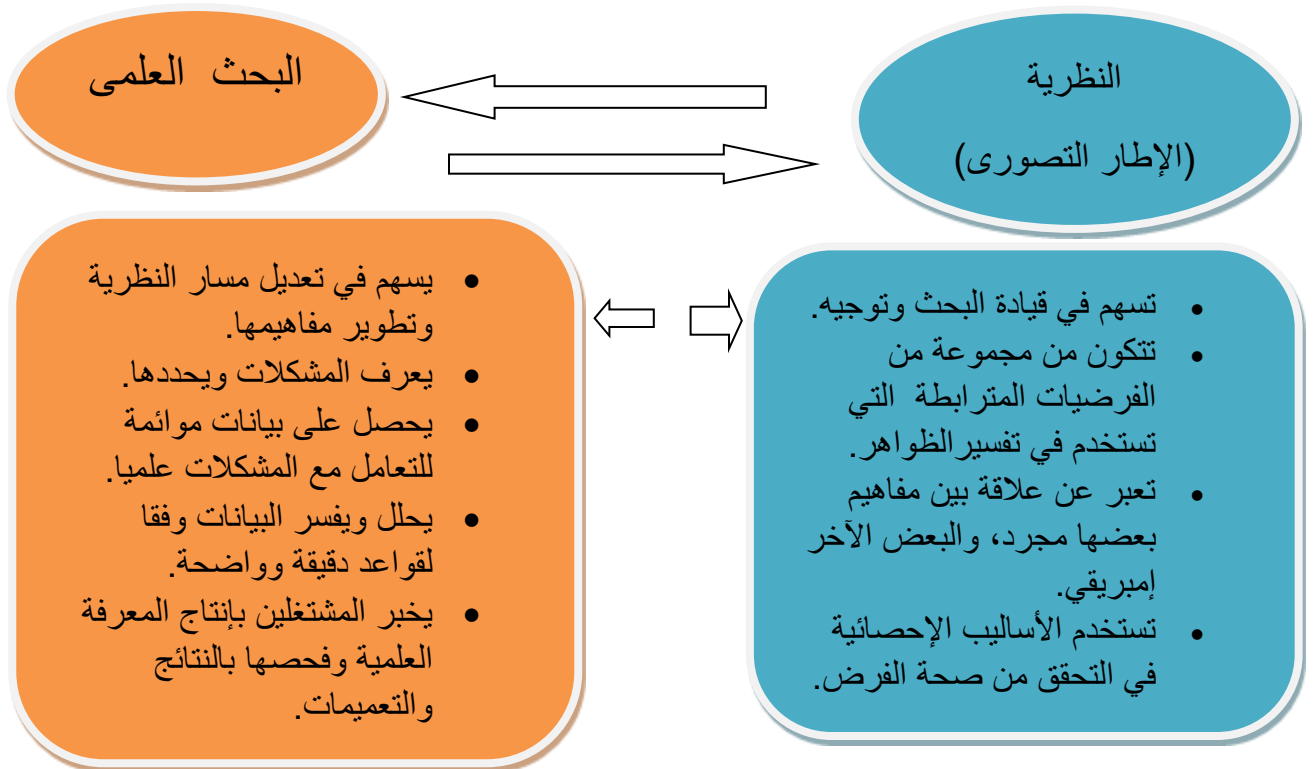 النظرية
(الإطار التصورى)
البحث العلمى
• تسهم في قيادة البحث وتوجيه.
• تتكون من مجموعة من
الفرضيات المترابطة التي
تستخدم في تفسيرالظواهر.
• تعبر عن علاقة بين مفاهيم
بعضها مجرد، والبعض الآخر
إمبريقي.
• تستخدم الأساليب الإحصائية
في التحقق من صحة الفرض.
• يسهم في تعديل مسار النظرية
وتطوير مفاهيمها.
• يعرف المشكلات ويحددها.
• يحصل على بيانات موائمة
للتعامل مع المشكلات علميا.
• يحلل ويفسر البيانات وفقا
لقواعد دقيقة وواضحة.
• يخبر المشتغلين بإنتاج المعرفة
العلمية وفحصها بالنتائج
والتعميمات.